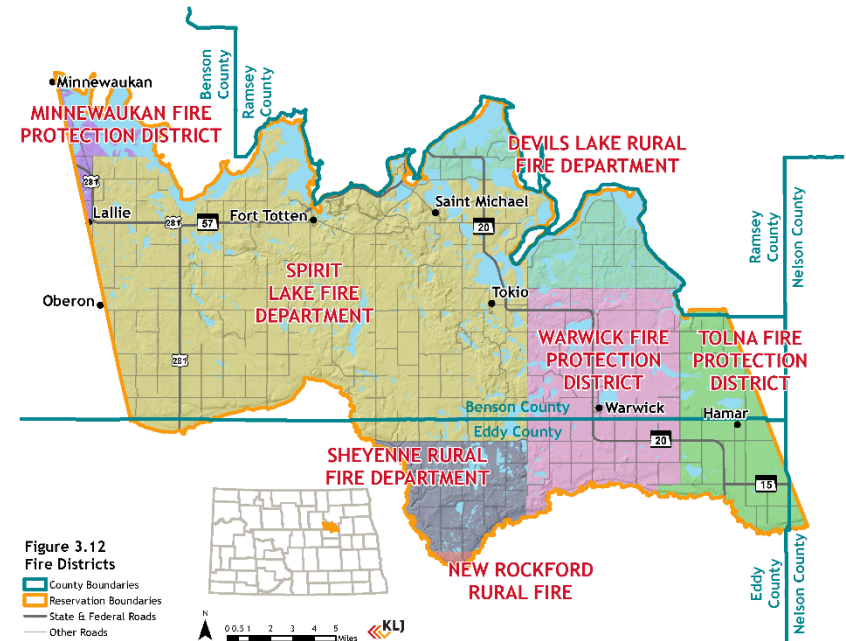 Benson
County
Ramsey
County
Minnewaukan
MINNEWAUKAN FIRE
PROTECTION DISTRICT
DEVILS LAKE RURAL
FIRE DEPARTMENT
281
Lallie
281
57
Fort Totten
Saint Michael
20
Ramsey
County
Nelson County
SPIRIT
LAKE FIRE
DEPARTMENT
Oberon
Tokio
281
WARWICK FIRE
PROTECTION
DISTRICT
TOLNA FIRE
PROTECTION
DISTRICT
Benson County
Warwick
Hamar
Eddy County
20
SHEYENNE RURAL
FIRE DEPARTMENT
15
NEW ROCKFORD
RURAL FIRE
Eddy
County
Nelson County
Figure 3.12
Fire Districts
County Boundaries
Reservation Boundaries
State & Federal Roads
Other Roads
N
0 0.5 1 2 3 4 5
Miles
KLJ